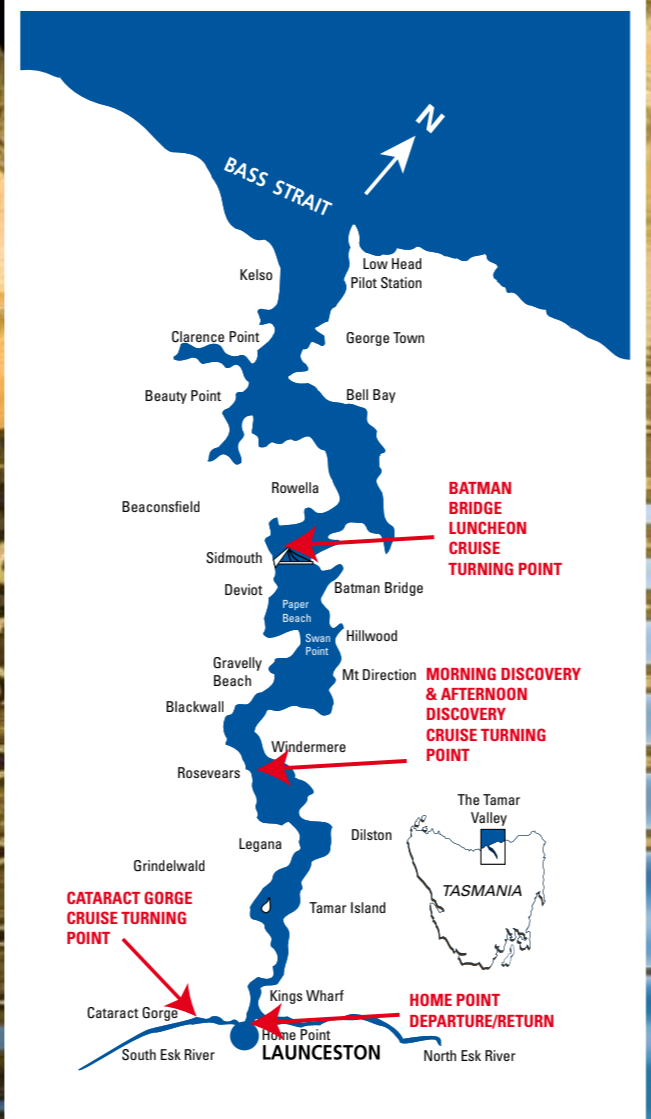 N
BASS STRAIT
Kelso
Low Head
Pilot Station
Clarence Point
George Town
Beauty Point
Bell Bay
Rowella
Beaconsfield
BATMAN
BRIDGE
LUNCHEON
CRUISE
TURNING POINT
Sidmouth
Deviot
Batman Bridge
Paper
Beach
Swan
Point
Hillwood
Gravelly
Beach
Mt Direction
MORNING DISCOVERY
& AFTERNOON
DISCOVERY
CRUISE TURNING
POINT
Blackwall
Windermere
Rosevears
The Tamar
Valley
Dilston
Legana
Grindelwald
TASMANIA
CATARACT GORGE
CRUISE TURNING
POINT
Tamar Island
Kings Wharf
HOME POINT
DEPARTURE/RETURN
Cataract Gorge
Home Point
LAUNCESTON
South Esk River
North Esk River